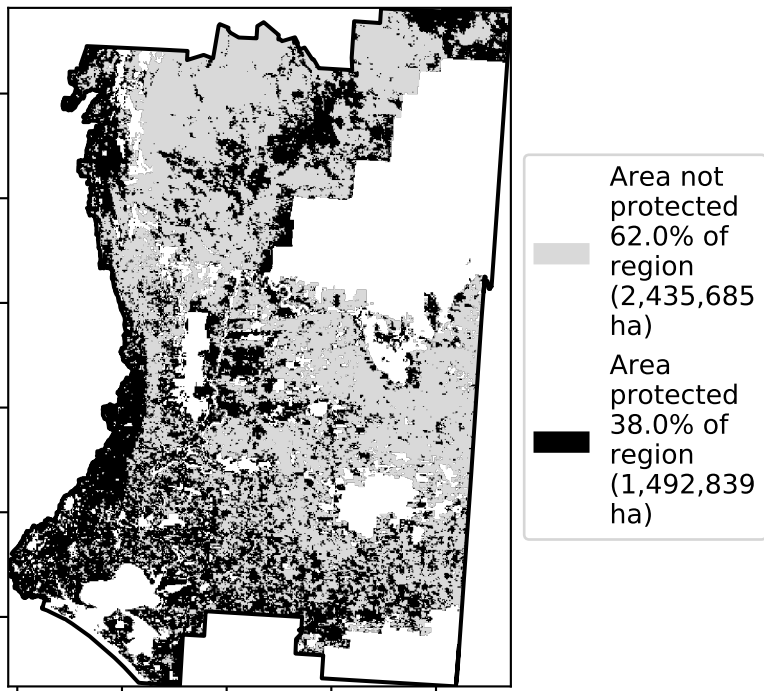 Area not
protected
62.0% of
region
(2,435,685
ha)
Area
protected
38.0% of
region
(1,492,839
ha)